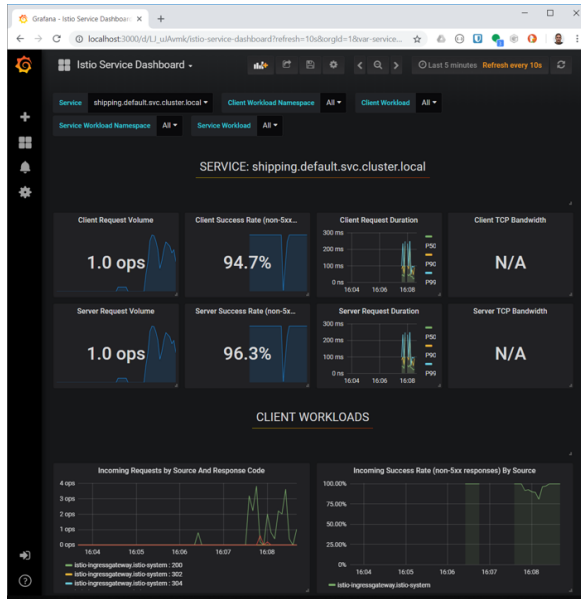 Grafana - Istio Service Dashboard
localhost:3000/d/LJ_uJAvmk/istio-service-dashboard?refresh=10s&orgId=1&var-service...
Istio Service Dashboard
Last 5 minutes Refresh every 10s
Service shipping.default.svc.cluster.local Client Workload Namespace All Client Workload All
Service Workload Namespace All Service Workload All
SERVICE: shipping.default.svc.cluster.local
Client Request Volume Client Success Rate (non-5xx... Client Request Duration Client TCP Bandwidth
1.0 ops 94.7% N/A
300 ms
200 ms
100 ms
0 ns
16:04 16:06 16:08
P50
P90
P99
Server Request Volume Server Success Rate (non-5x... Server Request Duration Server TCP Bandwidth
1.0 ops 96.3% N/A
300 ms
200 ms
100 ms
0 ns
16:04 16:06 16:08
P50
P90
P99
CLIENT WORKLOADS
Incoming Requests by Source And Response Code
4 ops
3 ops
2 ops
1 ops
0 ops
16:04 16:05 16:06 16:07 16:08
istio-ingressgateway.istio-system : 200
istio-ingressgateway.istio-system : 302
istio-ingressgateway.istio-system : 304
Incoming Success Rate (non-5xx responses) By Source
100.00%
75.00%
50.00%
25.00%
0%
16:04 16:05 16:06 16:07 16:08
istio-ingressgateway.istio-system